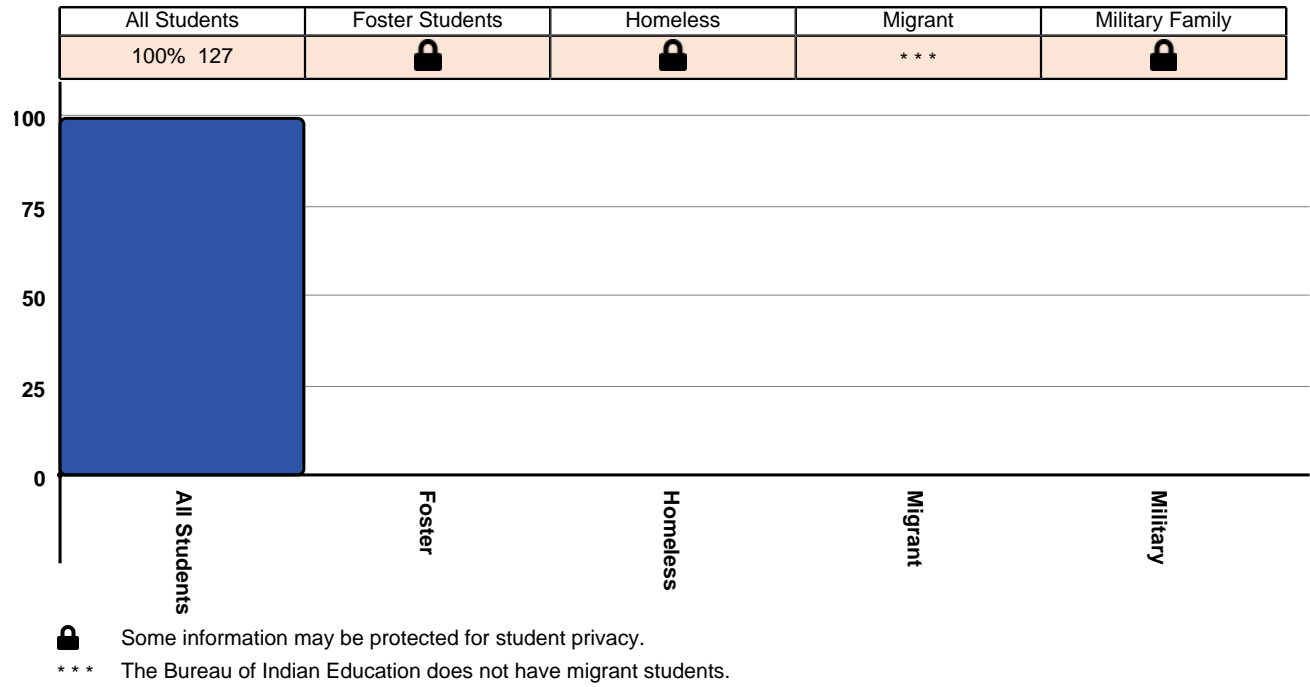 All Students Foster Students Homeless Migrant Military Family
100% 127 * * *
100
75
50
25
0
All Students
Foster
Homeless
Migrant
Military
Some information may be protected for student privacy.
* * * The Bureau of Indian Education does not have migrant students.